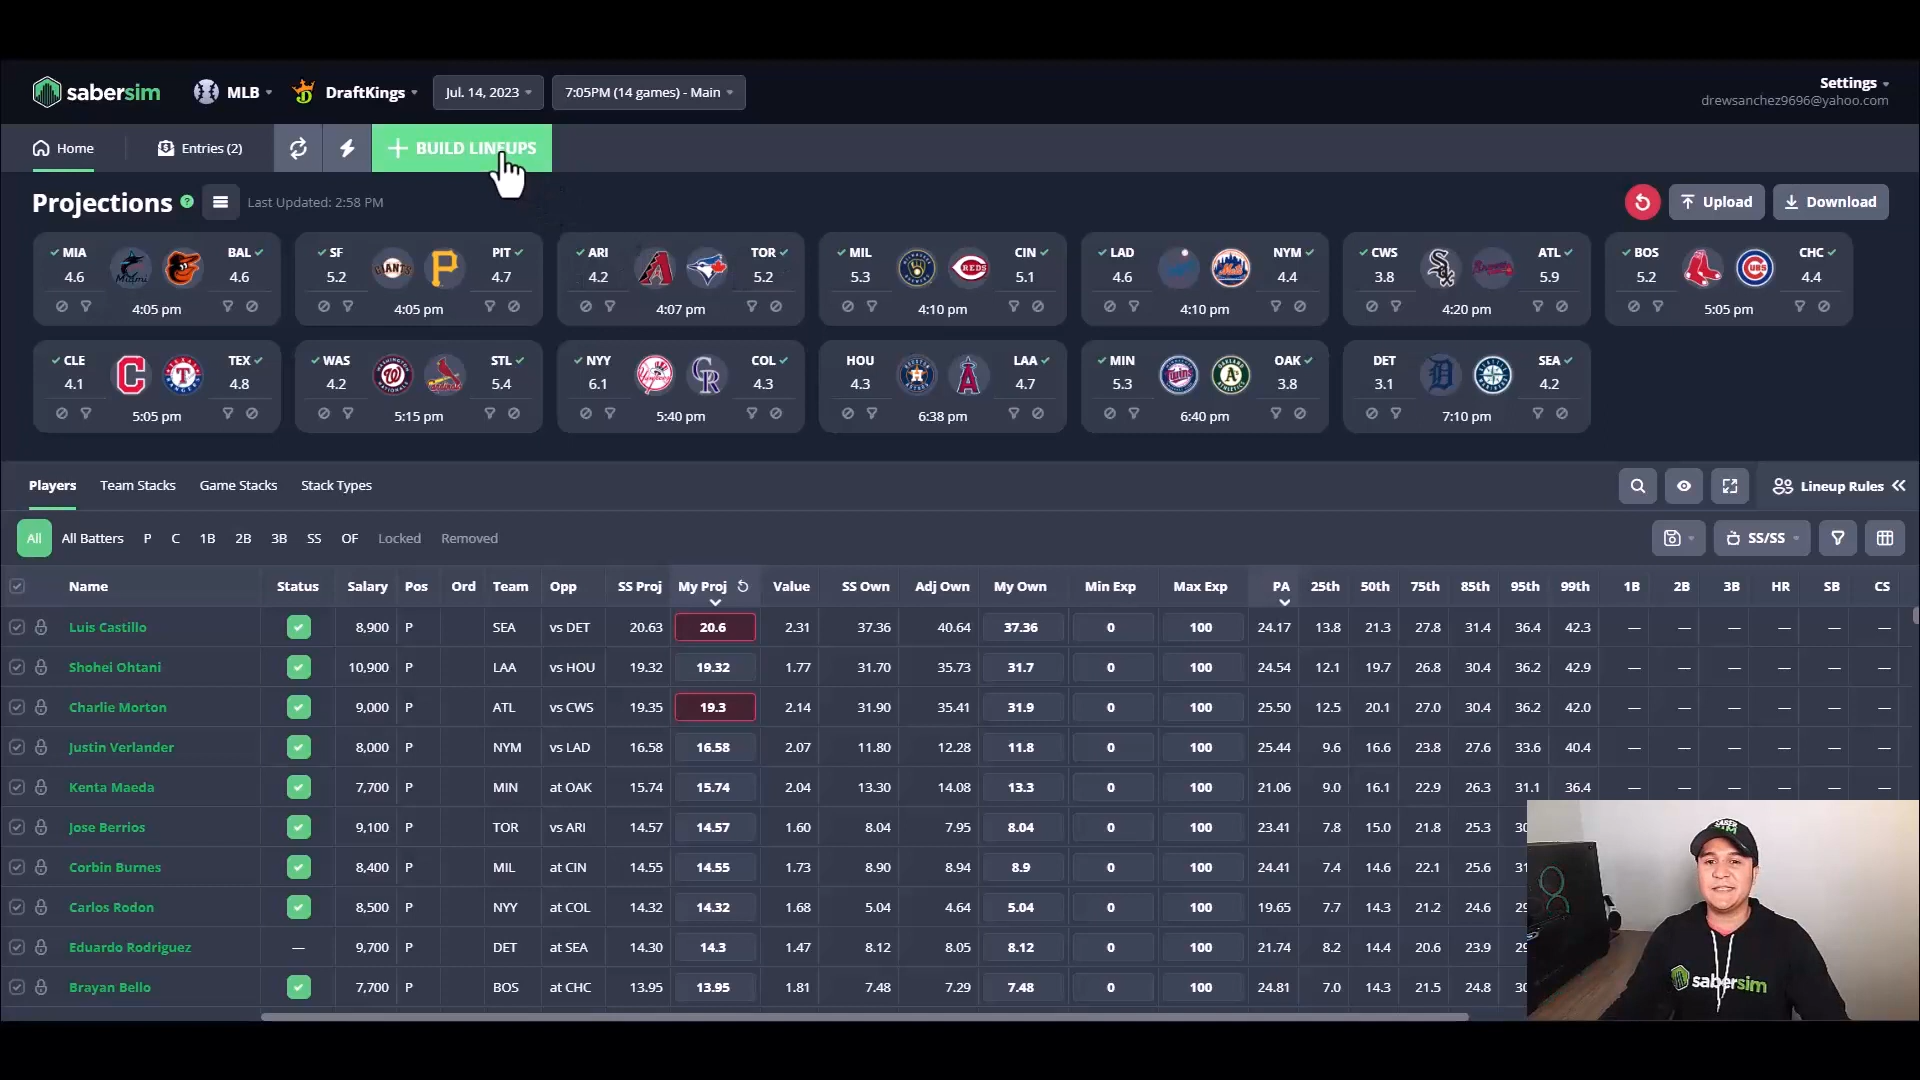 sabersim MLB DraftKings Jul. 14, 2023 7:05PM (14 games) - Main Settings
drewsanchez9696@yahoo.com
Home Entries (2) + BUILD LINEUPS
Projections ? Last Updated: 2:58 PM Upload Download
MIA BAL SF PIT ARI TOR MIL CIN LAD NYM CWS ATL BOS CHC
4.6 4.6 5.2 4.7 4.2 5.2 5.3 5.1 4.6 4.4 3.8 5.9 5.2 4.4
4:05 pm 4:05 pm 4:07 pm 4:10 pm 4:10 pm 4:20 pm 5:05 pm
CLE TEX WAS STL NYY COL HOU LAA MIN OAK DET SEA
4.1 4.8 4.2 5.4 6.1 4.3 4.3 4.7 5.3 3.8 3.1 4.2
5:05 pm 5:15 pm 5:40 pm 6:38 pm 6:40 pm 7:10 pm
Players Team Stacks Game Stacks Stack Types Lineup Rules
All All Batters P C 1B 2B 3B SS OF Locked Removed SS/SS
Name Status Salary Pos Ord Team Opp SS Proj My Proj Value SS Own Adj Own My Own Min Exp Max Exp PA 25th 50th 75th 85th 95th 99th 1B 2B 3B HR SB CS
Luis Castillo 8,900 P SEA vs DET 20.63 20.6 2.31 37.36 40.64 37.36 0 100 24.17 13.8 21.3 27.8 31.4 36.4 42.3 — — — — — —
Shohei Ohtani 10,900 P LAA vs HOU 19.32 19.32 1.77 31.70 35.73 31.7 0 100 24.54 12.1 19.7 26.8 30.4 36.2 42.9 — — — — — —
Charlie Morton 9,000 P ATL vs CWS 19.35 19.3 2.14 31.90 35.41 31.9 0 100 25.50 12.5 20.1 27.0 30.4 36.2 42.0 — — — — — —
Justin Verlander 8,000 P NYM vs LAD 16.58 16.58 2.07 11.80 12.28 11.8 0 100 25.44 9.6 16.6 23.8 27.6 33.6 40.4 — — — — — —
Kenta Maeda 7,700 P MIN at OAK 15.74 15.74 2.04 13.30 14.08 13.3 0 100 21.06 9.0 16.1 22.9 26.3 31.1 36.4 — — — — — —
Jose Berrios 9,100 P TOR vs ARI 14.57 14.57 1.60 8.04 7.95 8.04 0 100 23.41 7.8 15.0 21.8 25.3
Corbin Burnes 8,400 P MIL at CIN 14.55 14.55 1.73 8.90 8.94 8.9 0 100 24.41 7.4 14.6 22.1 25.6
Carlos Rodon 8,500 P NYY at COL 14.32 14.32 1.68 5.04 4.64 5.04 0 100 19.65 7.7 14.3 21.2 24.6
Eduardo Rodriguez — 9,700 P DET at SEA 14.30 14.3 1.47 8.12 8.05 8.12 0 100 21.74 8.2 14.4 20.6 23.9
Brayan Bello 7,700 P BOS at CHC 13.95 13.95 1.81 7.48 7.29 7.48 0 100 24.81 7.0 14.3 21.5 24.8
SABER
SIM
sabersim